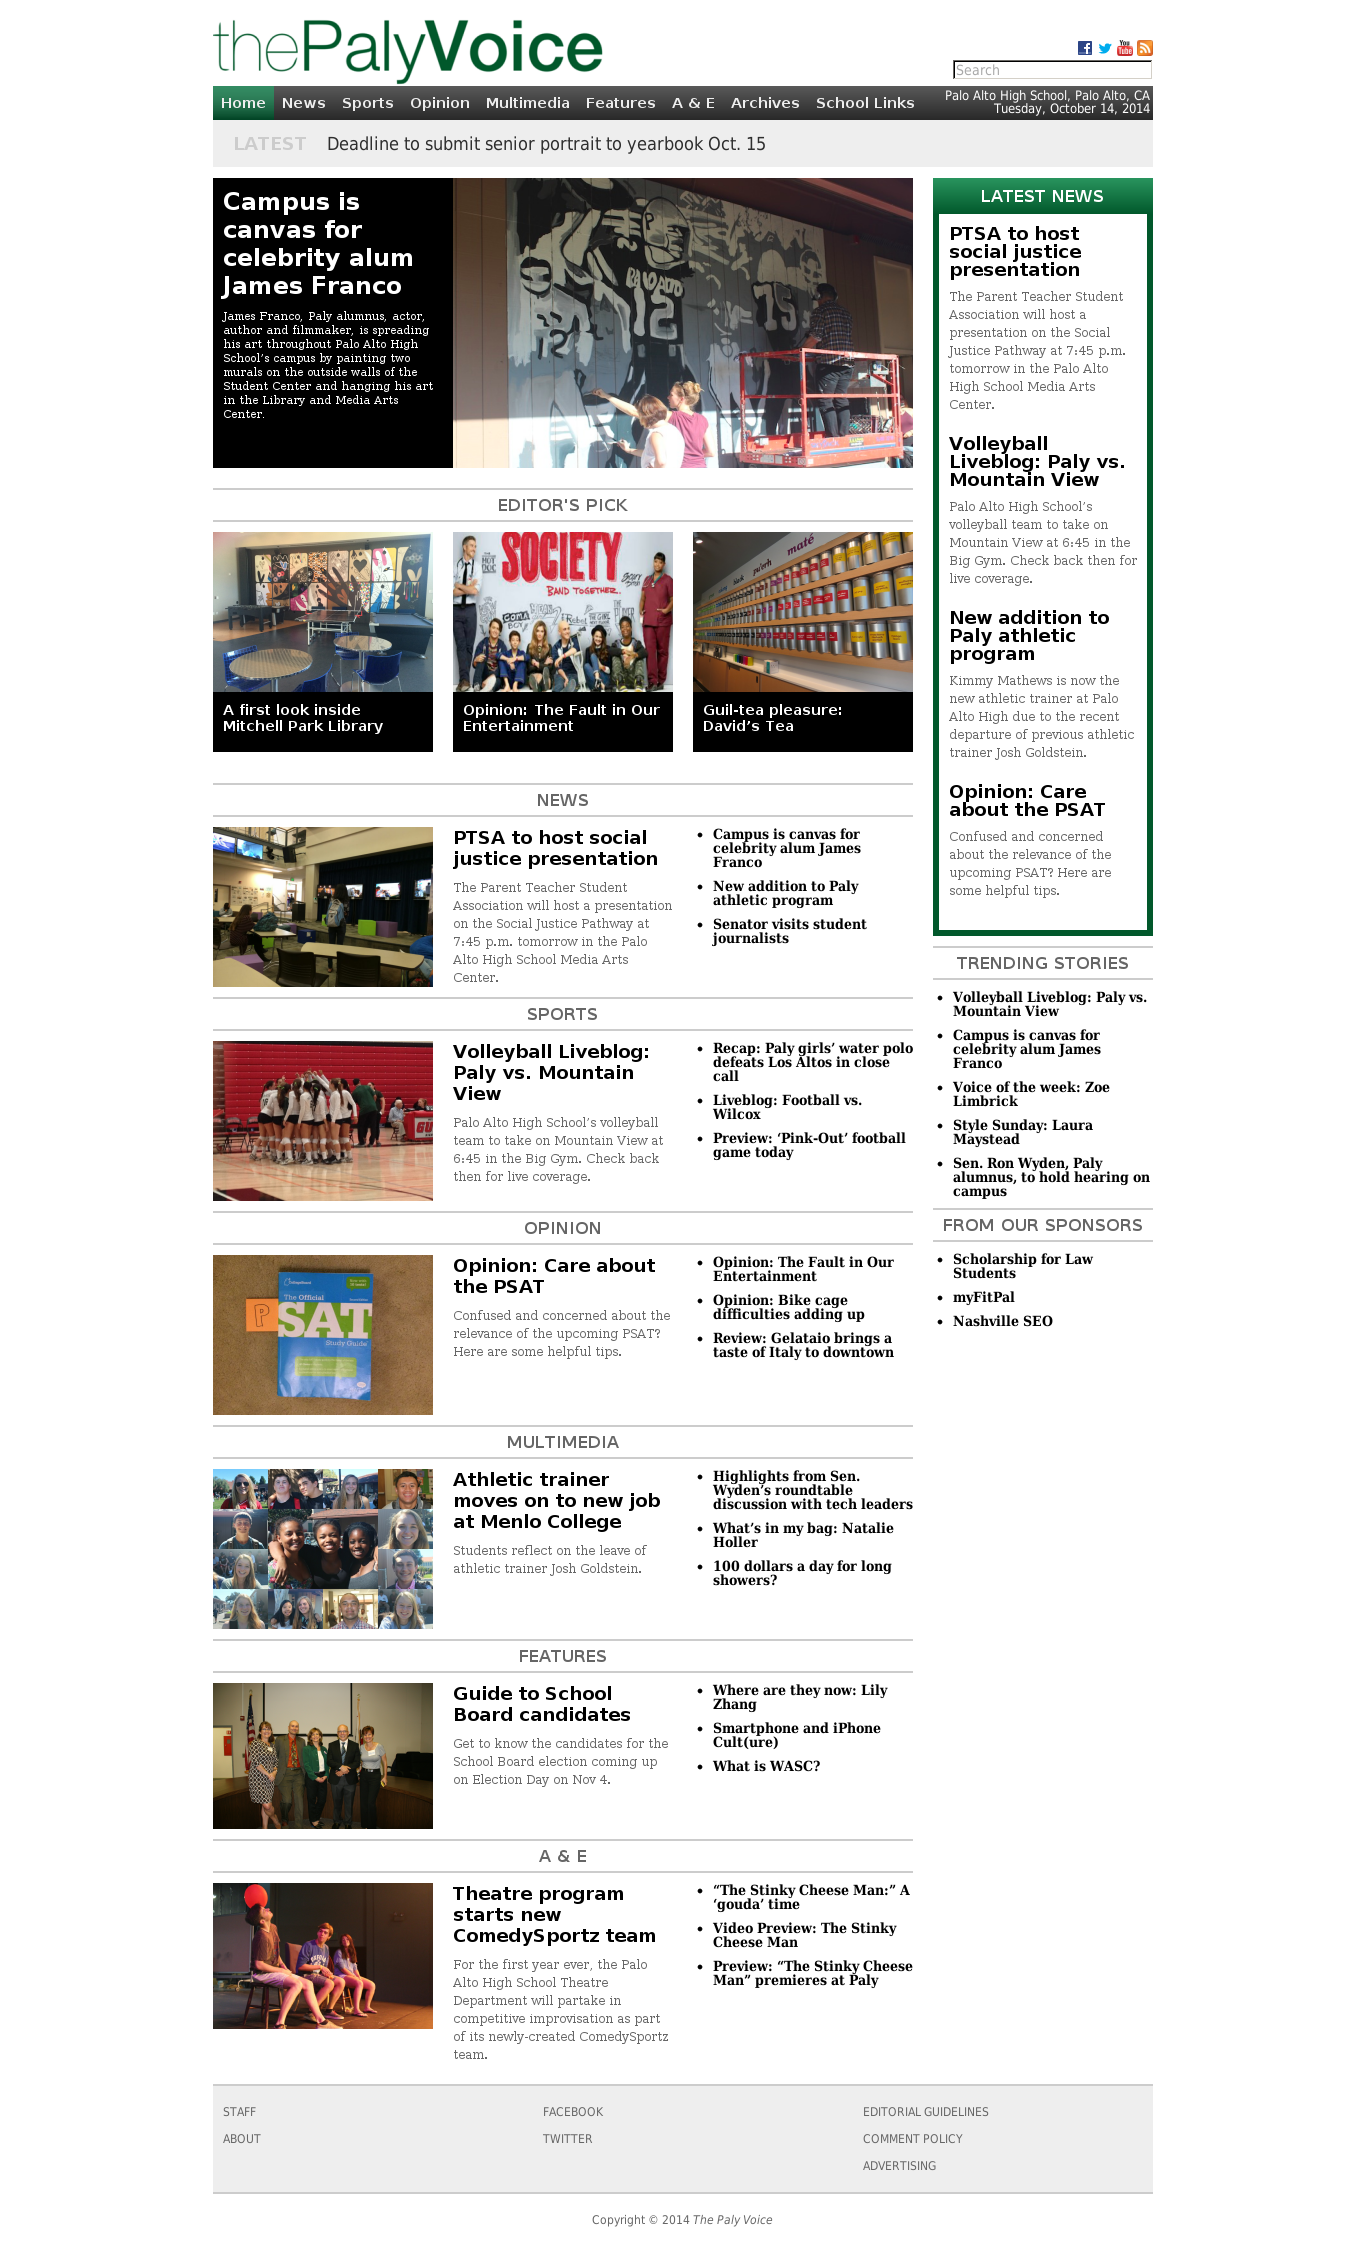 thePalyVoice
Search
Home News Sports Opinion Multimedia Features A & E Archives School Links
Palo Alto High School, Palo Alto, CA
Tuesday, October 14, 2014
LATEST Deadline to submit senior portrait to yearbook Oct. 15
Campus is
canvas for
celebrity alum
James Franco
James Franco, Paly alumnus, actor,
author and filmmaker, is spreading
his art throughout Palo Alto High
School’s campus by painting two
murals on the outside walls of the
Student Center and hanging his art
in the Library and Media Arts
Center.
PALO ALTO
12
75
EDITOR'S PICK
SOCIETY
BAND TOGETHER..
maté
A first look inside
Mitchell Park Library
Opinion: The Fault in Our
Entertainment
Guil-tea pleasure:
David’s Tea
NEWS
PTSA to host social
justice presentation
The Parent Teacher Student
Association will host a presentation
on the Social Justice Pathway at
7:45 p.m. tomorrow in the Palo
Alto High School Media Arts
Center.
• Campus is canvas for
celebrity alum James
Franco
• New addition to Paly
athletic program
• Senator visits student
journalists
SPORTS
Volleyball Liveblog:
Paly vs. Mountain
View
Palo Alto High School’s volleyball
team to take on Mountain View at
6:45 in the Big Gym. Check back
then for live coverage.
• Recap: Paly girls’ water polo
defeats Los Altos in close
call
• Liveblog: Football vs.
Wilcox
• Preview: ‘Pink-Out’ football
game today
OPINION
P
The Official
SAT
Study Guide
Opinion: Care about
the PSAT
Confused and concerned about the
relevance of the upcoming PSAT?
Here are some helpful tips.
• Opinion: The Fault in Our
Entertainment
• Opinion: Bike cage
difficulties adding up
• Review: Gelataio brings a
taste of Italy to downtown
MULTIMEDIA
Athletic trainer
moves on to new job
at Menlo College
Students reflect on the leave of
athletic trainer Josh Goldstein.
• Highlights from Sen.
Wyden’s roundtable
discussion with tech leaders
• What’s in my bag: Natalie
Holler
• 100 dollars a day for long
showers?
FEATURES
Guide to School
Board candidates
Get to know the candidates for the
School Board election coming up
on Election Day on Nov 4.
• Where are they now: Lily
Zhang
• Smartphone and iPhone
Cult(ure)
• What is WASC?
A & E
Theatre program
starts new
ComedySportz team
For the first year ever, the Palo
Alto High School Theatre
Department will partake in
competitive improvisation as part
of its newly-created ComedySportz
team.
• “The Stinky Cheese Man:” A
‘gouda’ time
• Video Preview: The Stinky
Cheese Man
• Preview: “The Stinky Cheese
Man” premieres at Paly
LATEST NEWS
PTSA to host
social justice
presentation
The Parent Teacher Student
Association will host a
presentation on the Social
Justice Pathway at 7:45 p.m.
tomorrow in the Palo Alto
High School Media Arts
Center.
Volleyball
Liveblog: Paly vs.
Mountain View
Palo Alto High School’s
volleyball team to take on
Mountain View at 6:45 in the
Big Gym. Check back then for
live coverage.
New addition to
Paly athletic
program
Kimmy Mathews is now the
new athletic trainer at Palo
Alto High due to the recent
departure of previous athletic
trainer Josh Goldstein.
Opinion: Care
about the PSAT
Confused and concerned
about the relevance of the
upcoming PSAT? Here are
some helpful tips.
TRENDING STORIES
• Volleyball Liveblog: Paly vs.
Mountain View
• Campus is canvas for
celebrity alum James
Franco
• Voice of the week: Zoe
Limbrick
• Style Sunday: Laura
Maystead
• Sen. Ron Wyden, Paly
alumnus, to hold hearing on
campus
FROM OUR SPONSORS
• Scholarship for Law
Students
• myFitPal
• Nashville SEO
STAFF
ABOUT
FACEBOOK
TWITTER
EDITORIAL GUIDELINES
COMMENT POLICY
ADVERTISING
Copyright © 2014 The Paly Voice